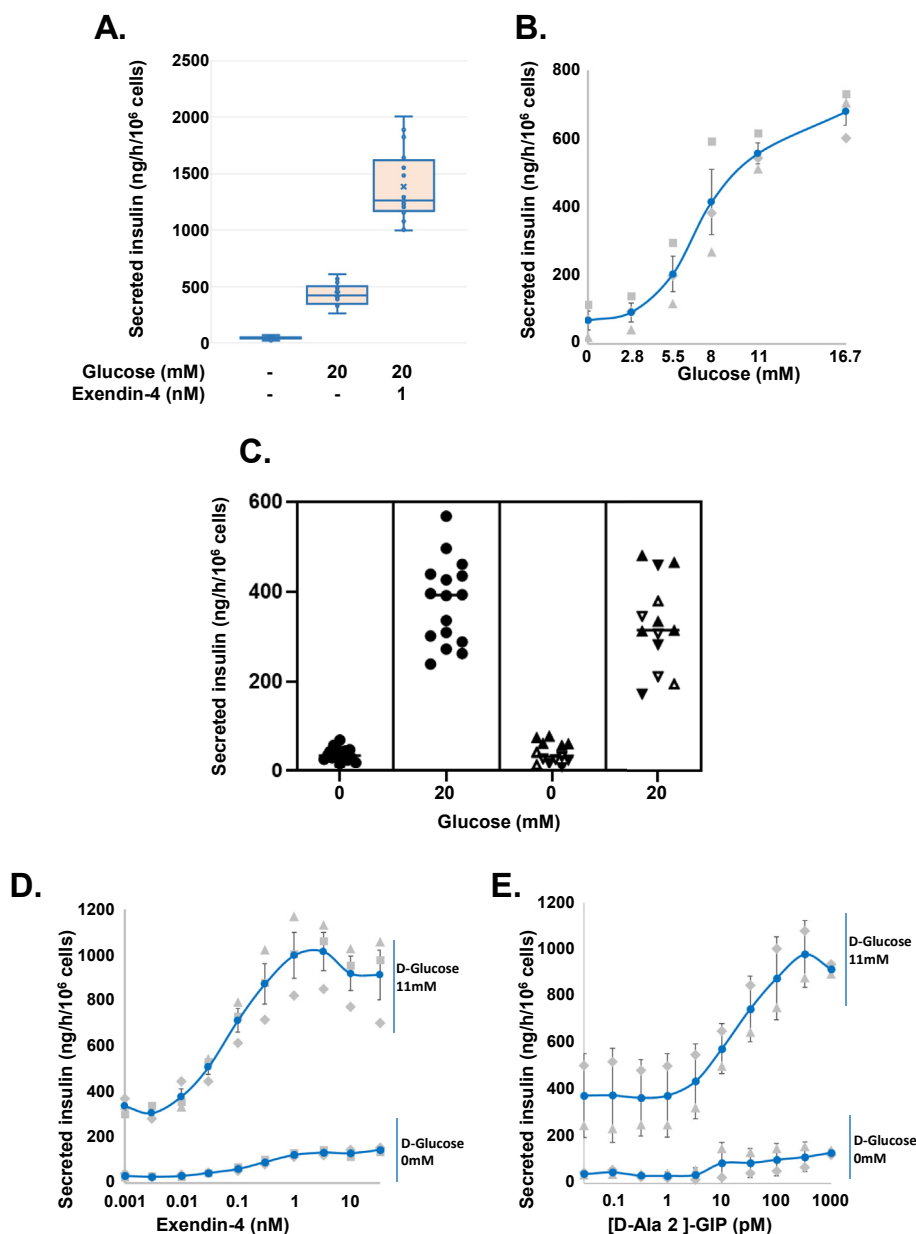 A.
Secreted insulin (ng/h/10⁶ cells)
2500
2000
1500
1000
500
0
Glucose (mM) - 20 20
Exendin-4 (nM) - - 1
B.
Secreted insulin (ng/h/10⁶ cells)
800
600
400
200
0
0 2.8 5.5 8 11 16.7
Glucose (mM)
C.
Secreted insulin (ng/h/10⁶ cells)
600
400
200
0
0 20 0 20
Glucose (mM)
D.
Secreted insulin (ng/h/10⁶ cells)
1200
1000
800
600
400
200
0
0.001 0.01 0.1 1 10
Exendin-4 (nM)
D-Glucose
11mM
D-Glucose
0mM
E.
Secreted insulin (ng/h/10⁶ cells)
1200
1000
800
600
400
200
0
0.1 1 10 100 1000
[D-Ala 2 ]-GIP (pM)
D-Glucose
11mM
D-Glucose
0mM